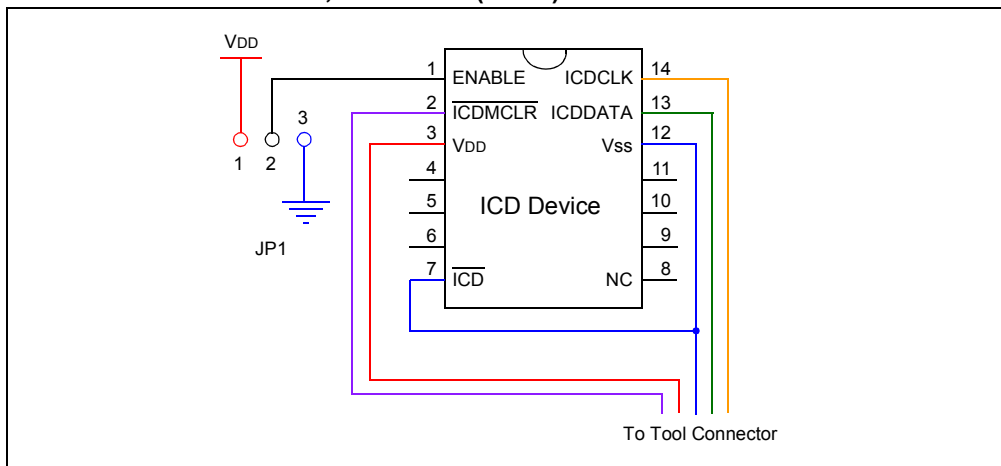 VDD
1 ENABLE ICDCLK 14
2 ICDMCLR ICDDATA 13
3
3 VDD Vss 12
1 2
4 11
5 ICD Device 10
6 9
JP1
7 ICD NC 8
To Tool Connector